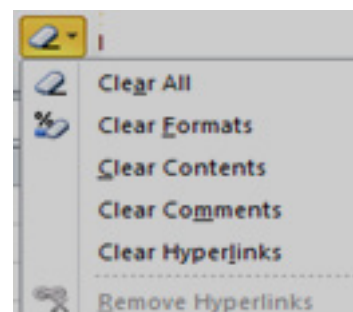 Clear All
Clear Formats
Clear Contents
Clear Comments
Clear Hyperlinks
Remove Hyperlinks